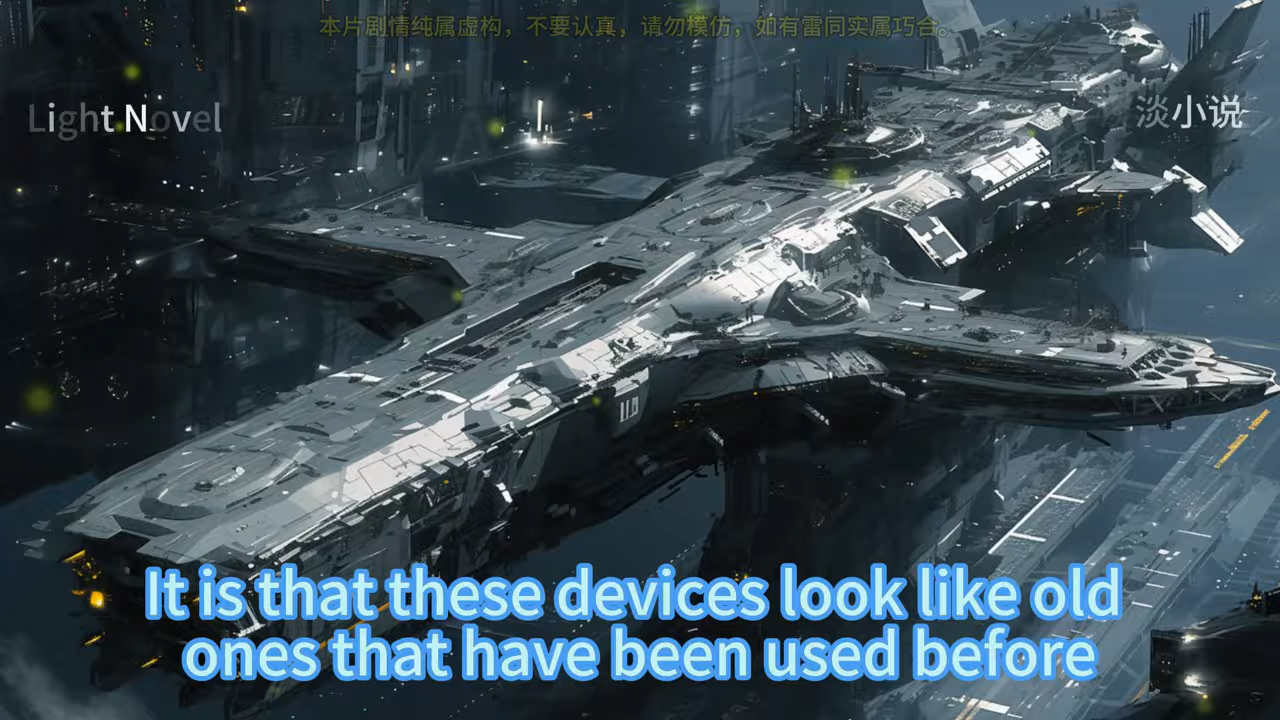 本片剧情纯属虚构，不要认真，请勿模仿，如有雷同实属巧合。
Light Novel
淡小说
It is that these devices look like old
ones that have been used before